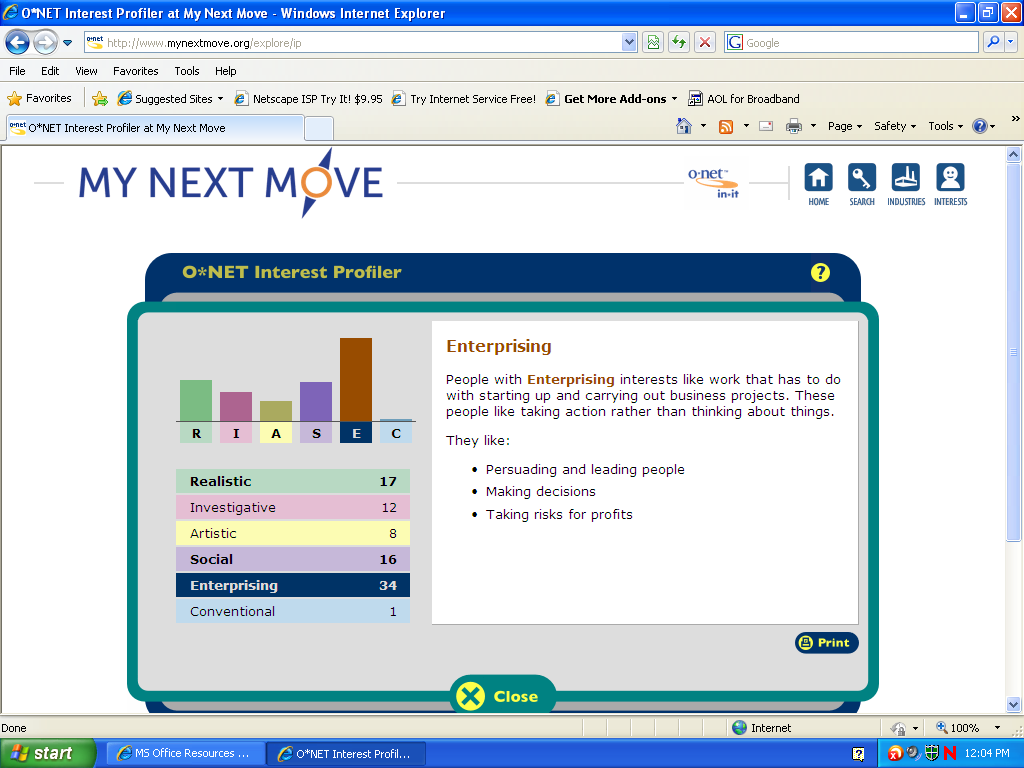 O*NET Interest Profiler at My Next Move - Windows Internet Explorer
o·net http://www.mynextmove.org/explore/ip
Google
File Edit View Favorites Tools Help
Favorites Suggested Sites Netscape ISP Try It! $9.95 Try Internet Service Free! Get More Add-ons AOL for Broadband
o·net O*NET Interest Profiler at My Next Move
Page Safety Tools »
MY NEXT MOVE
o·net™
in-it
HOME SEARCH INDUSTRIES INTERESTS
O*NET Interest Profiler ?
R I A S E C
Realistic 17
Investigative 12
Artistic 8
Social 16
Enterprising 34
Conventional 1
Enterprising
People with Enterprising interests like work that has to do
with starting up and carrying out business projects. These
people like taking action rather than thinking about things.
They like:
• Persuading and leading people
• Making decisions
• Taking risks for profits
Print
Close
Done Internet 100%
start MS Office Resources ... O*NET Interest Profil... ? N 12:04 PM